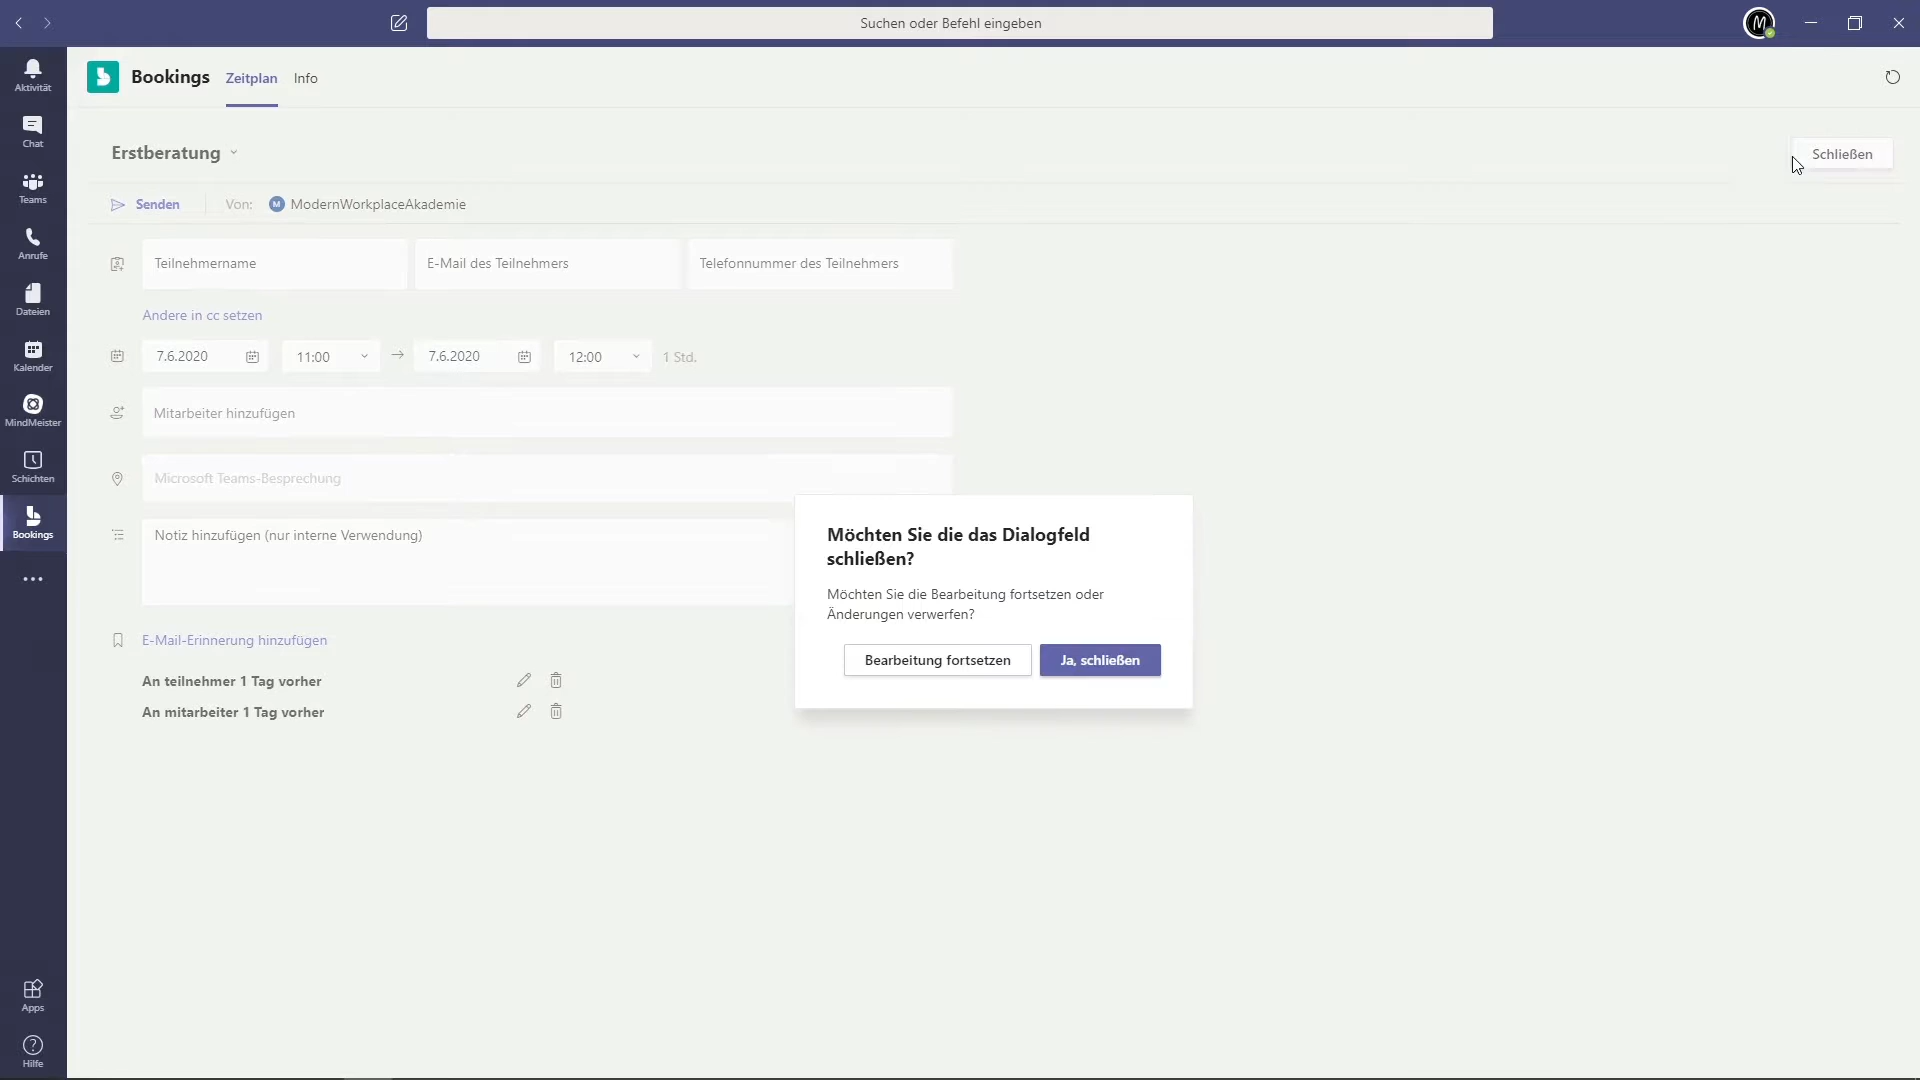 Suchen oder Befehl eingeben
M
Aktivität
Chat
Teams
Anrufe
Dateien
Kalender
MindMeister
Schichten
Bookings
Apps
Hilfe
Bookings Zeitplan Info
Erstberatung
Schließen
Senden Von: M ModernWorkplaceAkademie
Teilnehmername E-Mail des Teilnehmers Telefonnummer des Teilnehmers
Andere in cc setzen
7.6.2020 11:00 → 7.6.2020 12:00 1 Std.
Mitarbeiter hinzufügen
Microsoft Teams-Besprechung
Notiz hinzufügen (nur interne Verwendung)
E-Mail-Erinnerung hinzufügen
An teilnehmer 1 Tag vorher
An mitarbeiter 1 Tag vorher
Möchten Sie die das Dialogfeld
schließen?
Möchten Sie die Bearbeitung fortsetzen oder
Änderungen verwerfen?
Bearbeitung fortsetzen Ja, schließen